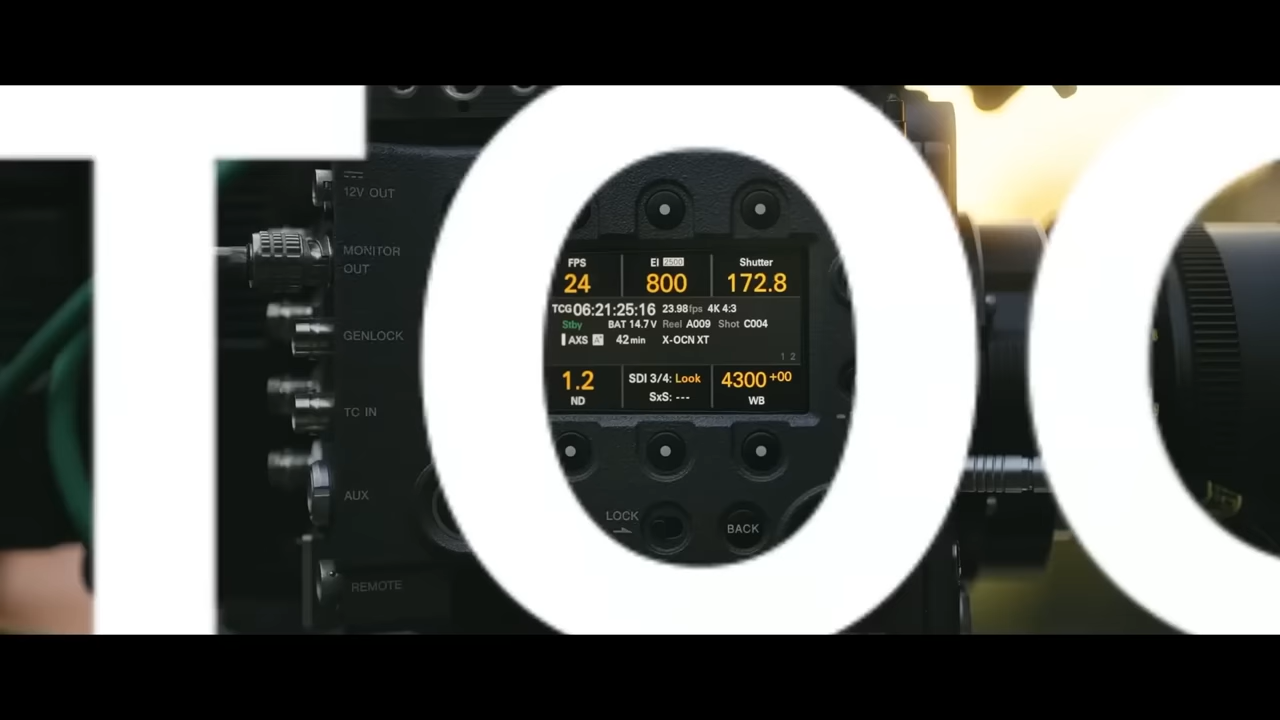 TO
12V OUT
MONITOR
OUT
GENLOCK
TC IN
AUX
REMOTE
FPS EI 2500 Shutter
24 800 172.8
TCG 06:21:25:16 23.98fps 4K 4:3
Stby BAT 14.7V Reel A009 Shot C004
AXS A 42min X-OCN XT
1 2
1.2 SDI 3/4: Look 4300+00
ND SxS: --- WB
LOCK
BACK